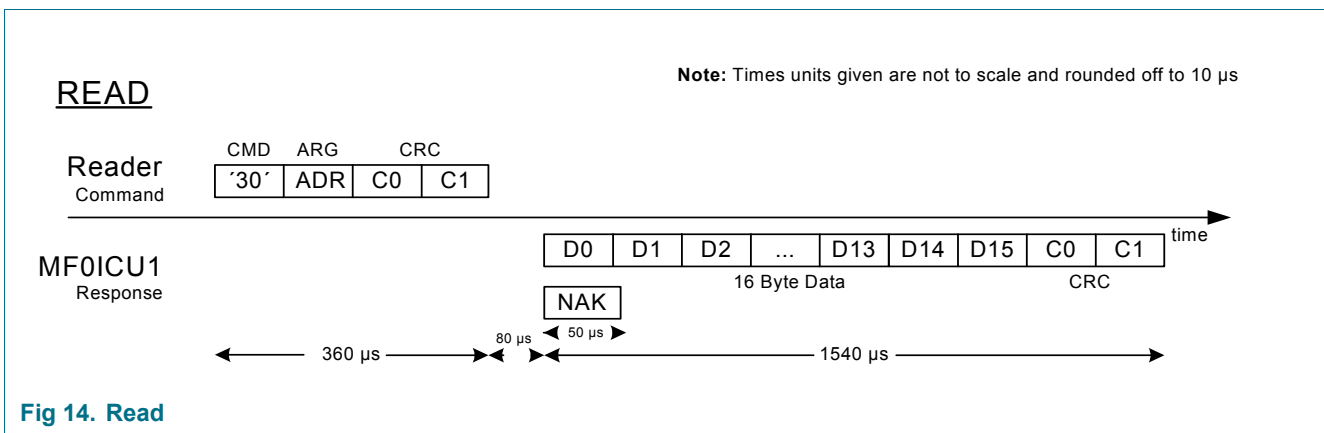 Note: Times units given are not to scale and rounded off to 10 µs
READ
CMD ARG CRC
Reader
Command
´30´ ADR C0 C1
time
MF0ICU1
Response
D0 D1 D2 ... D13 D14 D15 C0 C1
16 Byte Data CRC
NAK
50 µs
80 µs
360 µs
1540 µs
Fig 14. Read